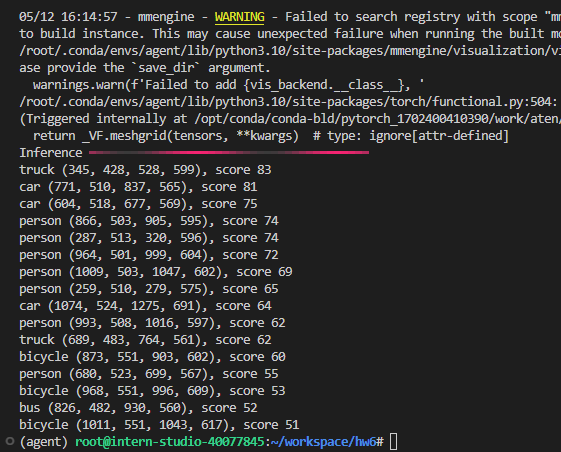 05/12 16:14:57 - mmengine - WARNING - Failed to search registry with scope "m
to build instance. This may cause unexpected failure when running the built mo
/root/.conda/envs/agent/lib/python3.10/site-packages/mmengine/visualization/vi
ase provide the `save_dir` argument.
  warnings.warn(f'Failed to add {vis_backend.__class__}, '
/root/.conda/envs/agent/lib/python3.10/site-packages/torch/functional.py:504:
(Triggered internally at /opt/conda/conda-bld/pytorch_1702400410390/work/aten/
  return _VF.meshgrid(tensors, **kwargs)  # type: ignore[attr-defined]
Inference
truck (345, 428, 528, 599), score 83
car (771, 510, 837, 565), score 81
car (604, 518, 677, 569), score 75
person (866, 503, 905, 595), score 74
person (287, 513, 320, 596), score 74
person (964, 501, 999, 604), score 72
person (1009, 503, 1047, 602), score 69
person (259, 510, 279, 575), score 65
car (1074, 524, 1275, 691), score 64
person (993, 508, 1016, 597), score 62
truck (689, 483, 764, 561), score 62
bicycle (873, 551, 903, 602), score 60
person (680, 523, 699, 567), score 55
bicycle (968, 551, 996, 609), score 53
bus (826, 482, 930, 560), score 52
bicycle (1011, 551, 1043, 617), score 51
(agent) root@intern-studio-40077845:~/workspace/hw6#